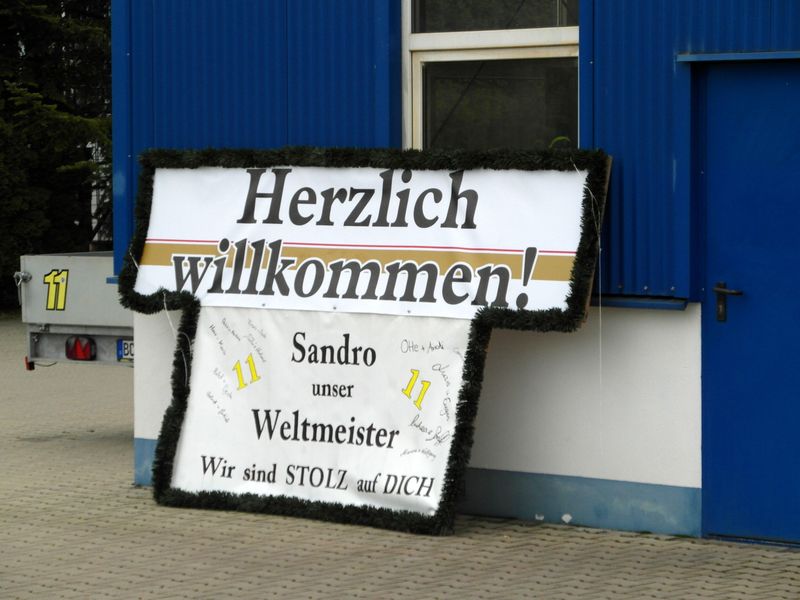 Herzlich
willkommen!
11
Sandro
unser
Weltmeister
11
11
Wir sind STOLZ auf DICH